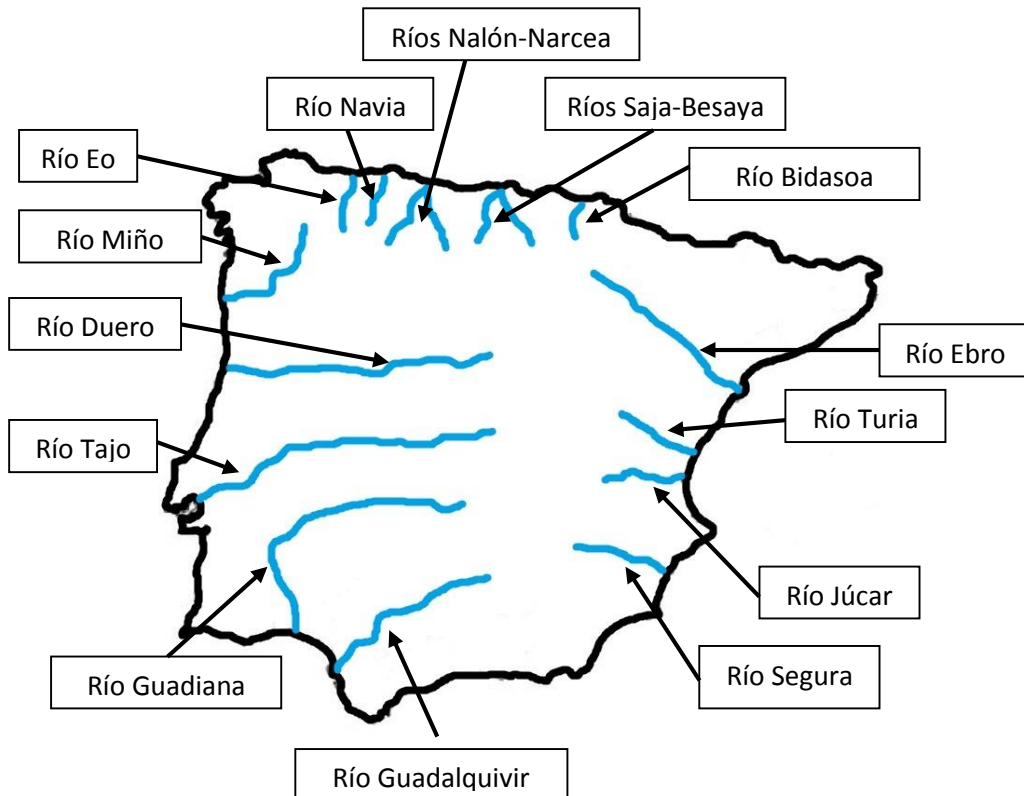 Ríos Nalón-Narcea
Río Navia
Ríos Saja-Besaya
Río Eo
Río Bidasoa
Río Miño
Río Duero
Río Ebro
Río Turia
Río Tajo
Río Júcar
Río Guadiana
Río Segura
Río Guadalquivir